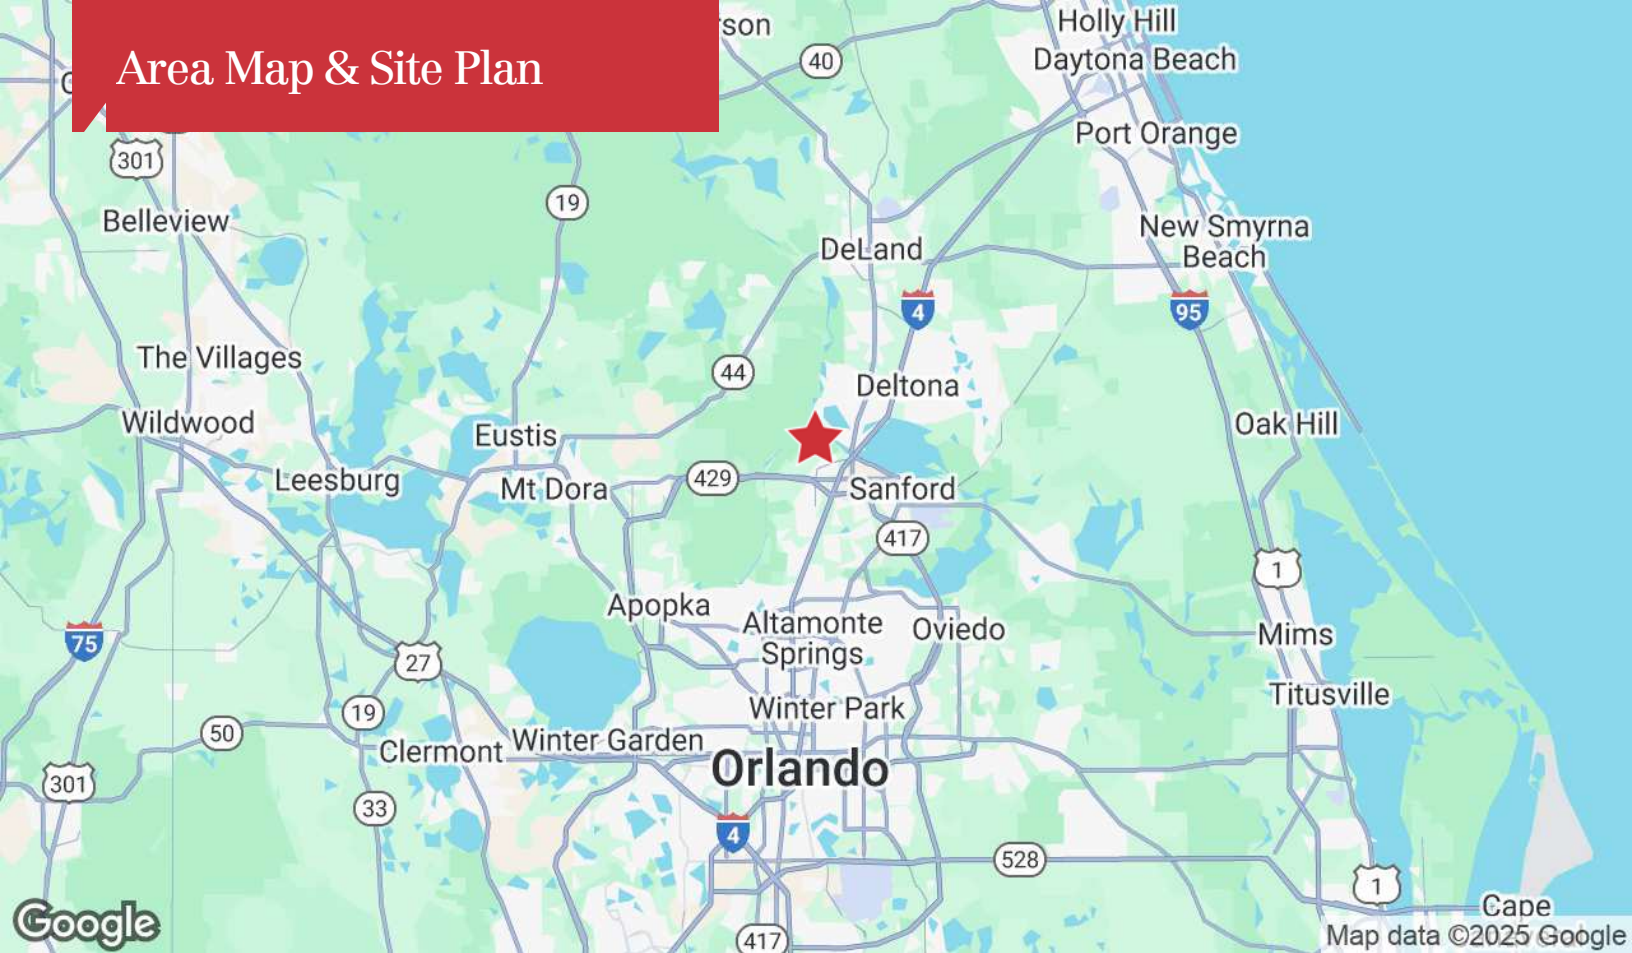 Area Map & Site Plan
son
Holly Hill
Daytona Beach
40
Port Orange
301
19
Belleview
New Smyrna
Beach
DeLand
4
95
The Villages
44
Deltona
Wildwood
Eustis
Oak Hill
Leesburg
Mt Dora
429
Sanford
417
1
Apopka
Altamonte
Springs
Oviedo
Mims
75
27
Titusville
19
Winter Park
50
Clermont
Winter Garden
Orlando
301
33
4
528
1
Cape
Google
417
Map data ©2025 Google